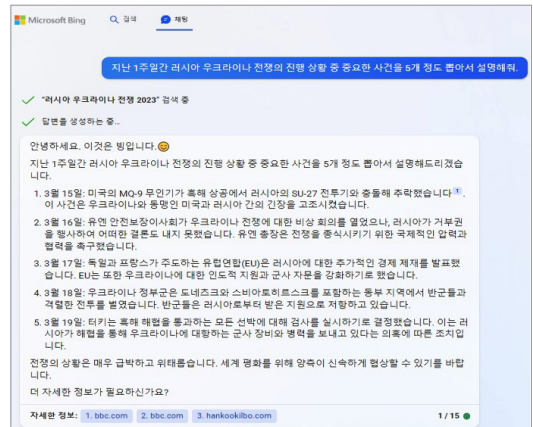 Microsoft Bing
검색
채팅
지난 1주일간 러시아 우크라이나 전쟁의 진행 상황 중 중요한 사건을 5개 정도 뽑아서 설명해줘.
"러시아 우크라이나 전쟁 2023" 검색 중
답변을 생성하는 중...
안녕하세요. 이것은 빙입니다.😊
지난 1주일간 러시아 우크라이나 전쟁의 진행 상황 중 중요한 사건을 5개 정도 뽑아서 설명해드리겠습
니다.
1. 3월 15일: 미국의 MQ-9 무인기가 흑해 상공에서 러시아의 SU-27 전투기와 충돌해 추락했습니다 1.
이 사건은 우크라이나와 동맹인 미국과 러시아 간의 긴장을 고조시켰습니다.
2. 3월 16일: 유엔 안전보장이사회가 우크라이나 전쟁에 대한 비상 회의를 열었으나, 러시아가 거부권
을 행사하여 어떠한 결론도 내지 못했습니다. 유엔 총장은 전쟁을 종식시키기 위한 국제적인 압력과
협력을 촉구했습니다.
3. 3월 17일: 독일과 프랑스가 주도하는 유럽연합(EU)은 러시아에 대한 추가적인 경제 제재를 발표했
습니다. EU는 또한 우크라이나에 대한 인도적 지원과 군사 자문을 강화하기로 했습니다.
4. 3월 18일: 우크라이나 정부군은 도네츠크와 스비아토히르스크를 포함하는 동부 지역에서 반군들과
격렬한 전투를 벌였습니다. 반군들은 러시아로부터 받은 지원으로 저항하고 있습니다.
5. 3월 19일: 터키는 흑해 해협을 통과하는 모든 선박에 대해 검사를 실시하기로 결정했습니다. 이는 러
시아가 해협을 통해 우크라이나에 대항하는 군사 장비와 병력을 보내고 있다는 의혹에 따른 조치입
니다.
전쟁의 상황은 매우 급박하고 위태롭습니다. 세계 평화를 위해 양측이 신속하게 협상할 수 있기를 바랍
니다.
더 자세한 정보가 필요하신가요?
자세한 정보: 1. bbc.com 2. bbc.com 3. hankookilbo.com 1 / 15